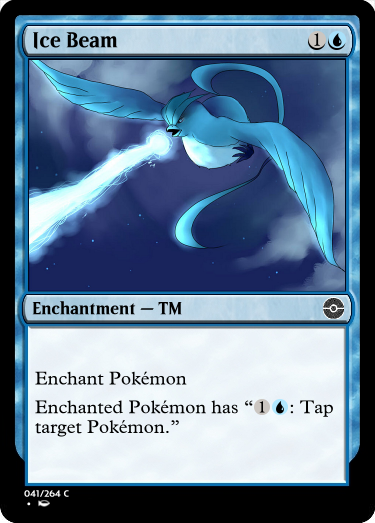 Ice Beam 1
Enchantment — TM
Enchant Pokémon
Enchanted Pokémon has “1 : Tap
target Pokémon.”
041/264 C